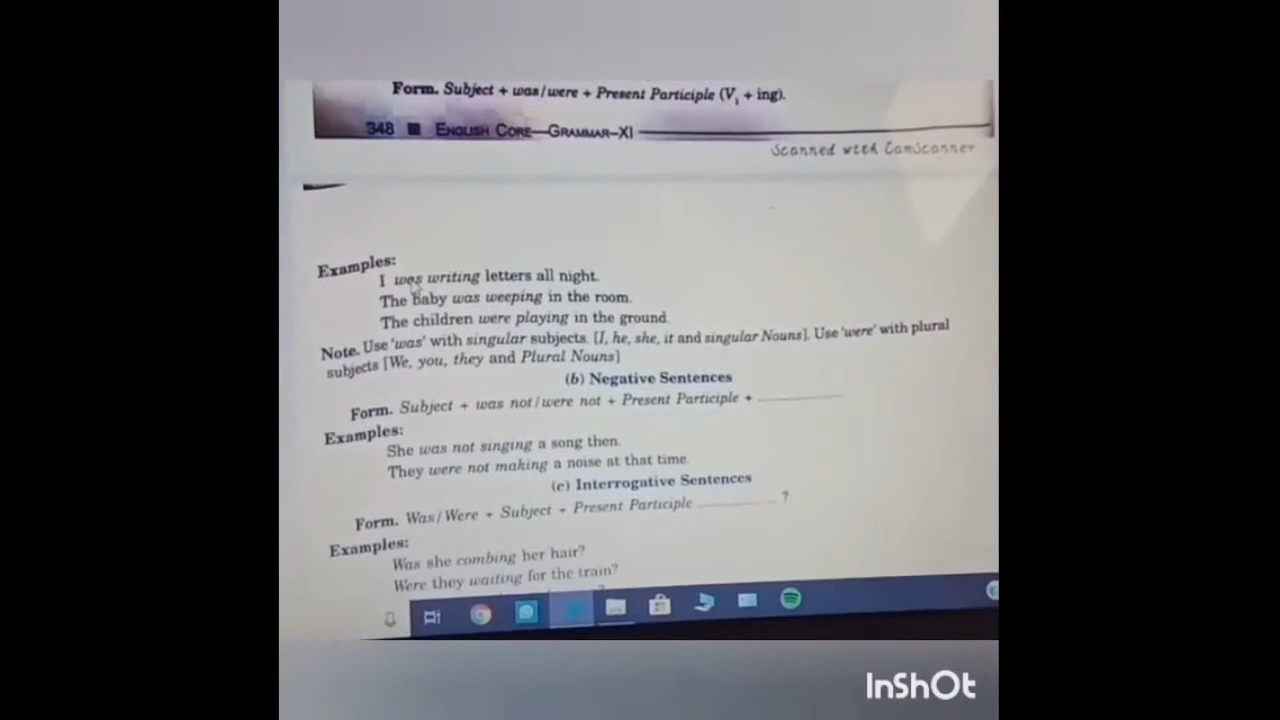 Form. Subject + was/were + Present Participle (V₁ + ing).
348 ■ ENGLISH CORE—GRAMMAR–XI
Scanned with CamScanner
Examples:
I was writing letters all night.
The baby was weeping in the room.
The children were playing in the ground.
Note. Use 'was' with singular subjects. [I, he, she, it and singular Nouns]. Use 'were' with plural
subjects [We, you, they and Plural Nouns]
(b) Negative Sentences
Form. Subject + was not/were not + Present Participle + ..........
Examples:
She was not singing a song then.
They were not making a noise at that time.
(c) Interrogative Sentences
Form. Was/Were + Subject + Present Participle .......... ?
Examples:
Was she combing her hair?
Were they waiting for the train?
InShOt